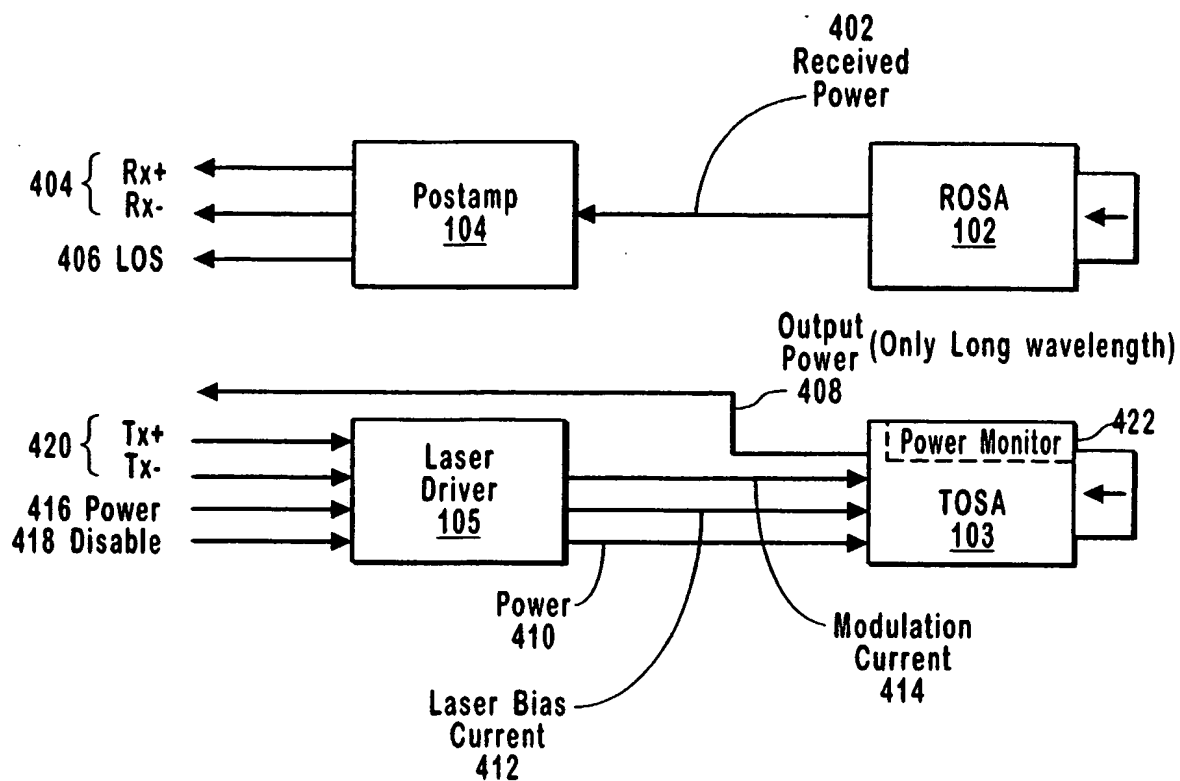 402
Received
Power
404 { Rx+
Rx-
406 LOS
Postamp
104
ROSA
102
Output
Power
408
(Only Long wavelength)
420 { Tx+
Tx-
416 Power
418 Disable
Laser
Driver
105
Power Monitor
422
TOSA
103
Power
410
Modulation
Current
414
Laser Bias
Current
412